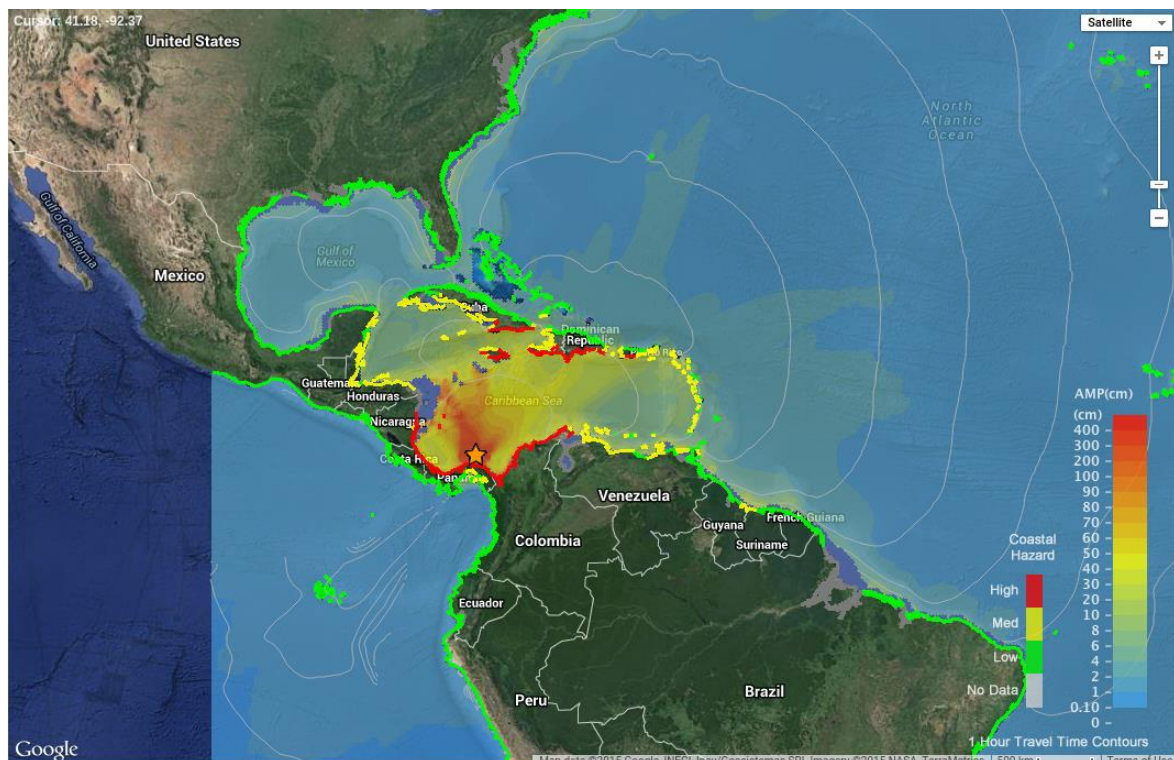 Cursor: 41.18, -92.37
Satellite
United States
North
Atlantic
Ocean
Gulf of California
Gulf of
Mexico
Mexico
Cuba
Dominican
Republic
Guatemala
Honduras
Caribbean Sea
Nicaragua
Costa Rica
Venezuela
Guyana
French Guiana
Suriname
Colombia
Ecuador
Peru
Brazil
AMP(cm)
(cm)
400
300
200
100
90
80
70
60
50
40
30
20
10
8
6
4
2
1
0.10
0
Coastal
Hazard
High
Med
Low
No Data
1 Hour Travel Time Contours
Google